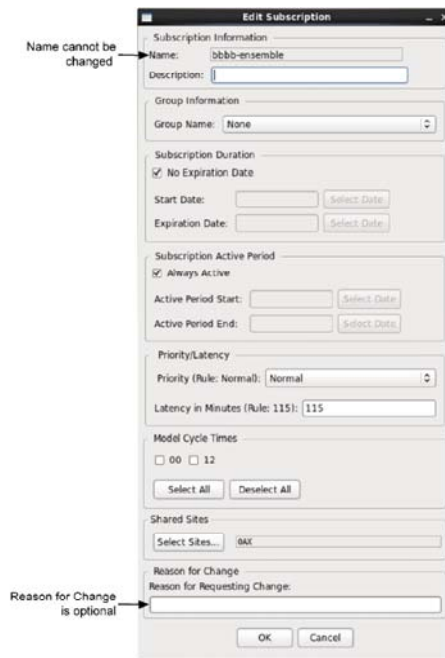 Edit Subscription
Subscription Information
Name cannot be
changed
Name: bbbb-ensemble
Description:
Group Information
Group Name: None
Subscription Duration
No Expiration Date
Start Date: Select Date
Expiration Date: Select Date
Subscription Active Period
Always Active
Active Period Start: Select Date
Active Period End: Select Date
Priority/Latency
Priority (Rule: Normal): Normal
Latency in Minutes (Rule: 115): 115
Model Cycle Times
00 12
Select All Deselect All
Shared Sites
Select Sites... OAX
Reason for Change
Reason for Requesting Change:
Reason for Change
is optional
OK Cancel